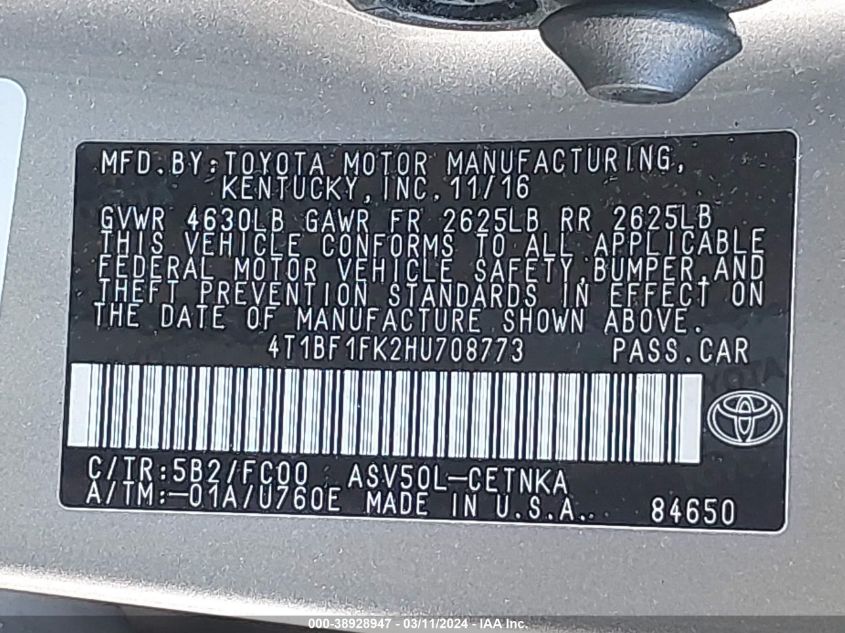 MFD.BY:TOYOTA MOTOR MANUFACTURING,
KENTUCKY,INC.11/16
GVWR 4630LB GAWR FR 2625LB RR 2625LB
THIS VEHICLE CONFORMS TO ALL APPLICABLE
FEDERAL MOTOR VEHICLE SAFETY,BUMPER,AND
THEFT PREVENTION STANDARDS IN EFFECT ON
THE DATE OF MANUFACTURE SHOWN ABOVE.
4T1BF1FK2HU708773 PASS.CAR
C/TR:5B2/FC00 ASV50L-CETNKA
A/TM:-01A/U760E MADE IN U.S.A. 84650
000-38928947 - 03/11/2024 - IAA Inc.